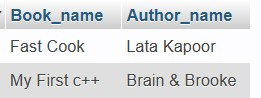 Book_name Author_name
Fast Cook Lata Kapoor
My First c++ Brain & Brooke